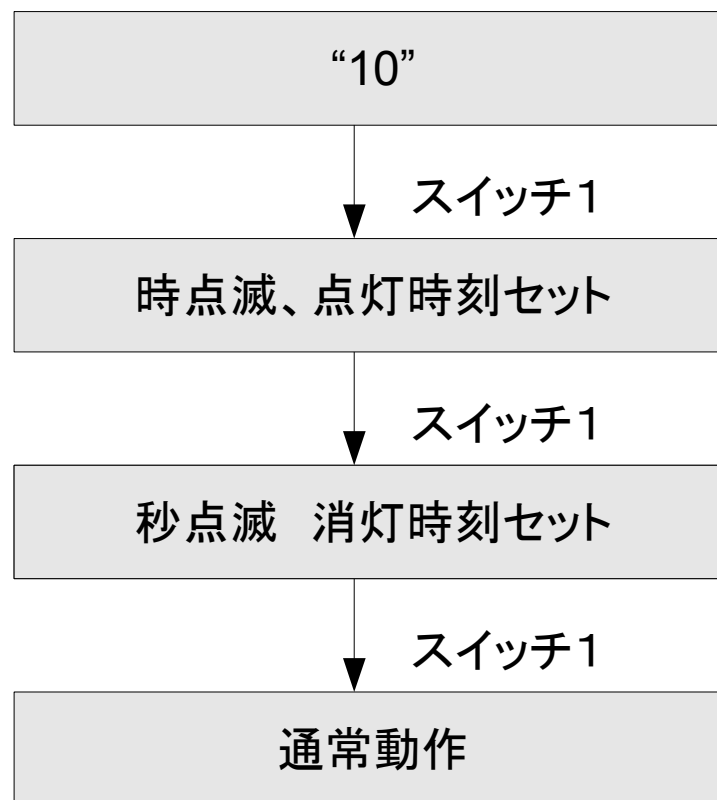 “10”
スイッチ１
時点滅、点灯時刻セット
スイッチ１
秒点滅　消灯時刻セット
スイッチ１
通常動作